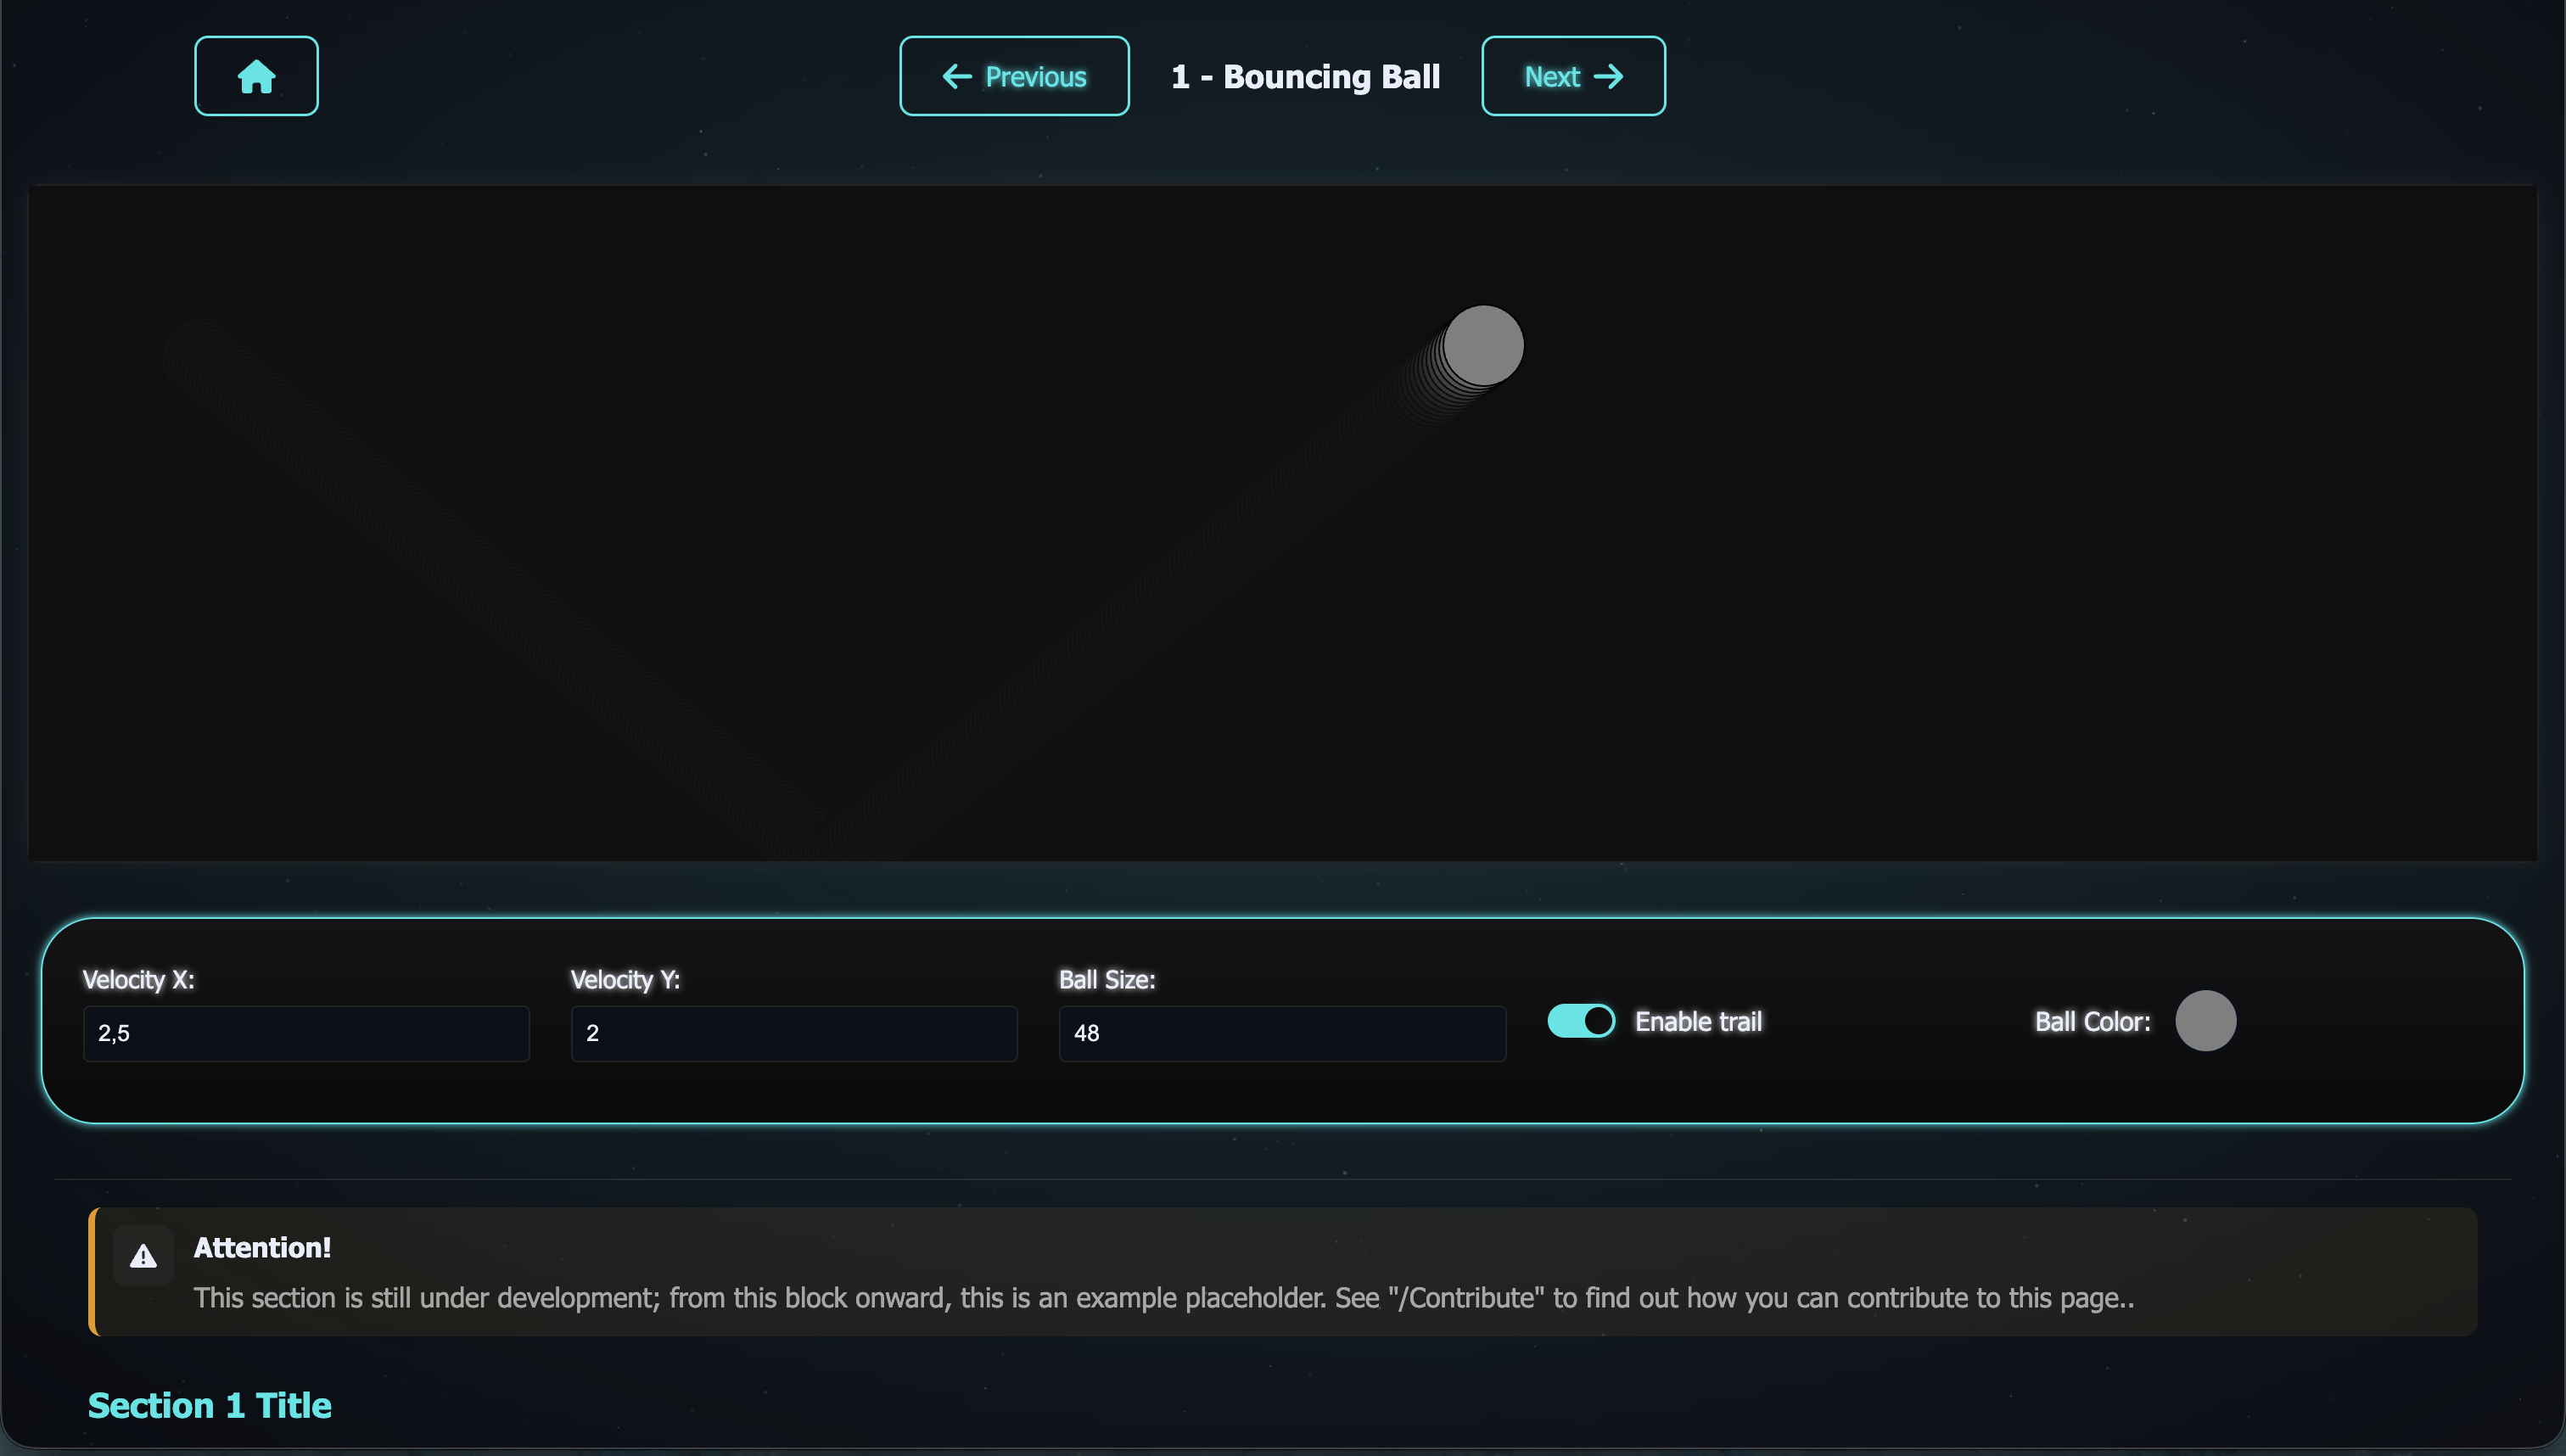 Previous
1 - Bouncing Ball
Next
Velocity X:
Velocity Y:
Ball Size:
2,5
2
48
Enable trail
Ball Color:
Attention!
This section is still under development; from this block onward, this is an example placeholder. See "/Contribute" to find out how you can contribute to this page..
Section 1 Title